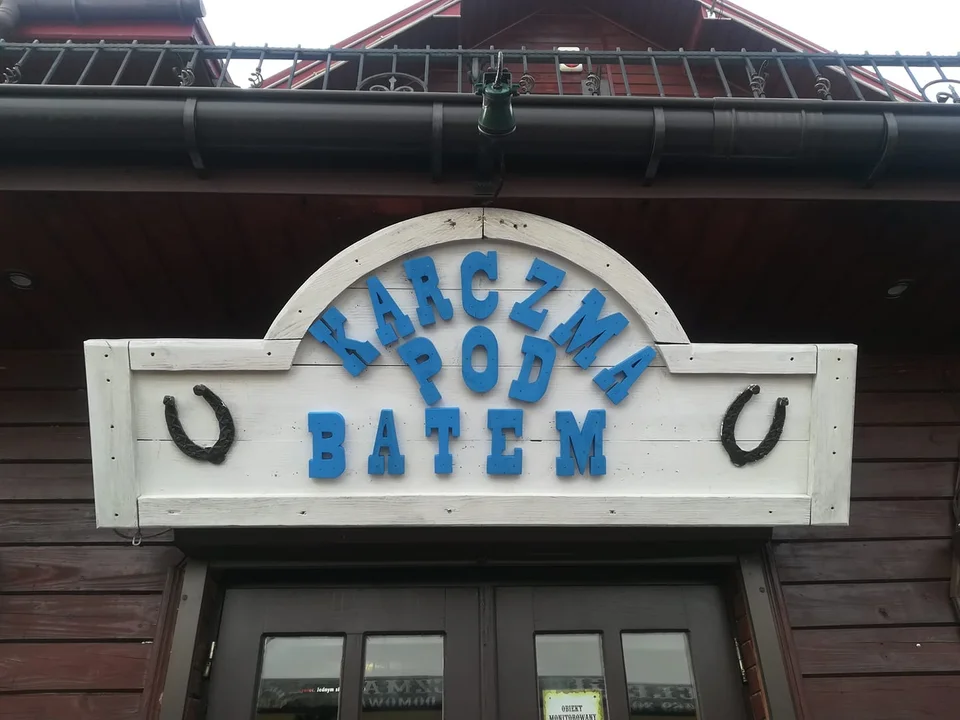 KARCZMA
POD
BATEM
OBIEKT
MONITOROWANY